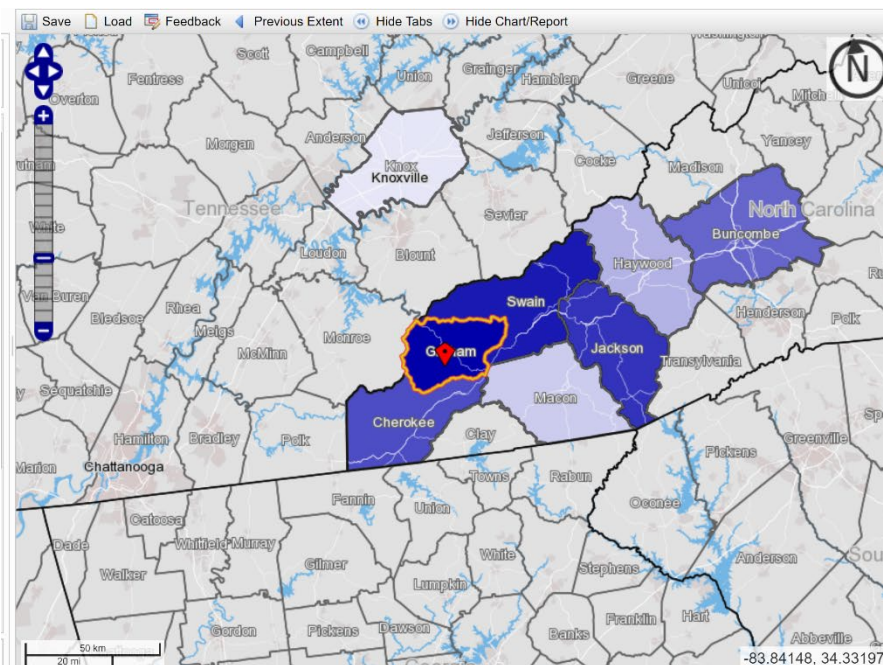 Save Load Feedback Previous Extent Hide Tabs Hide Chart/Report
Scott
Campbell
Union
Grainger
Hamblen
Greene
Unicoi
Fentress
Overton
Anderson
Jefferson
Morgan
Yancey
Cocke
Madison
Knox
Knoxville
Tennessee
Sevier
North Carolina
White
Loudon
Blount
Haywood
Buncombe
Van Buren
Rhea
Swain
Bledsoe
Meigs
Monroe
Henderson
Polk
McMinn
Jackson
Transylvania
Sequatchie
Macon
Cherokee
Hamilton
Bradley
Polk
Clay
Pickens
Greenville
Marion
Chattanooga
Towns
Rabun
Fannin
Union
Oconee
Catoosa
Dade
Whitfield
Murray
Gilmer
White
Walker
Stephens
Anderson
Lumpkin
Hart
Franklin
Gordon
Pickens
Dawson
Banks
Abbeville
50 km
20 mi
-83.84148, 34.33197
N